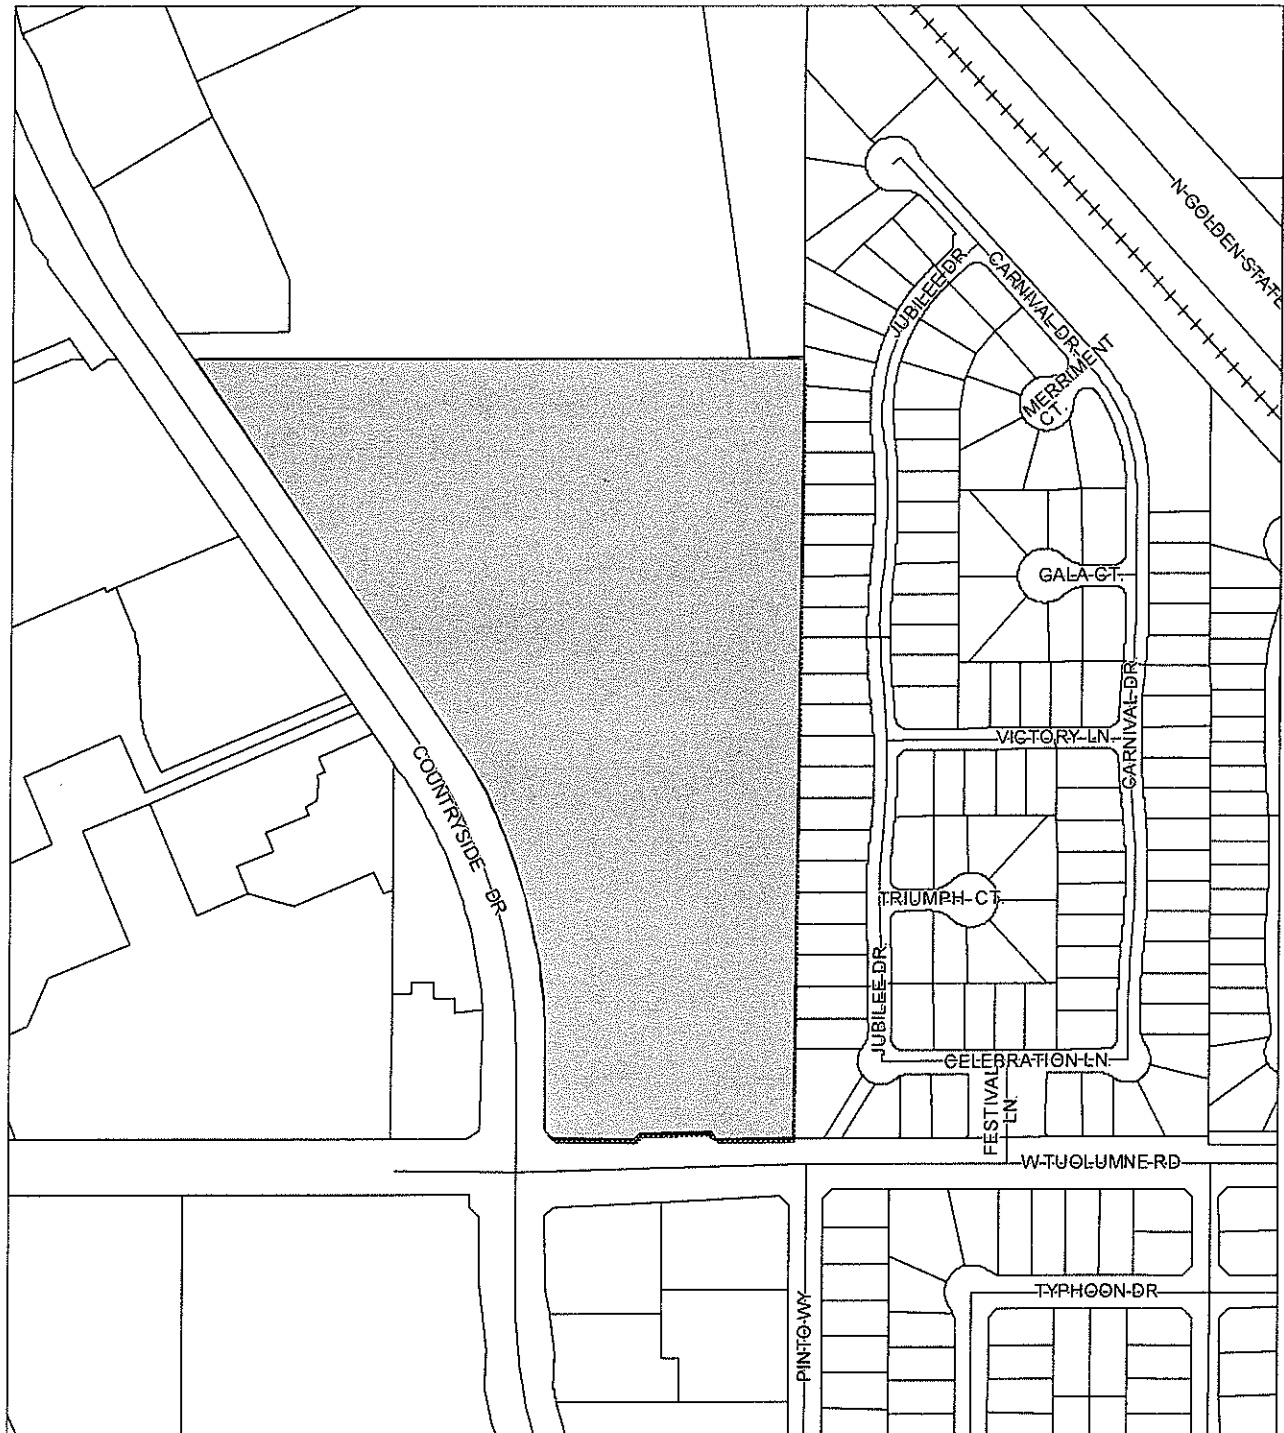 N GOLDEN STATE
CARNIVAL DR
JUBILEE DR
MERRIMENT
CT.
GALA CT.
CARNIVAL DR
VICTORY LN.
COUNTRYSIDE DR
TRIUMPH CT
JUBILEE DR
CELEBRATION LN.
FESTIVAL
LN.
W TUOLUMNE RD
TYPHOON DR
PINTO WY